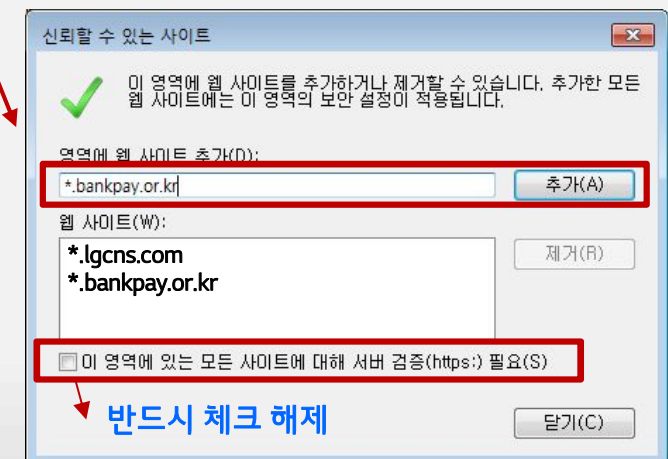 신뢰할 수 있는 사이트
이 영역에 웹 사이트를 추가하거나 제거할 수 있습니다. 추가한 모든
웹 사이트에는 이 영역의 보안 설정이 적용됩니다.
영역에 웹 사이트 추가(D):
*.bankpay.or.kr
추가(A)
웹 사이트(W):
*.lgcns.com
*.bankpay.or.kr
제거(R)
이 영역에 있는 모든 사이트에 대해 서버 검증(https:) 필요(S)
반드시 체크 해제
닫기(C)